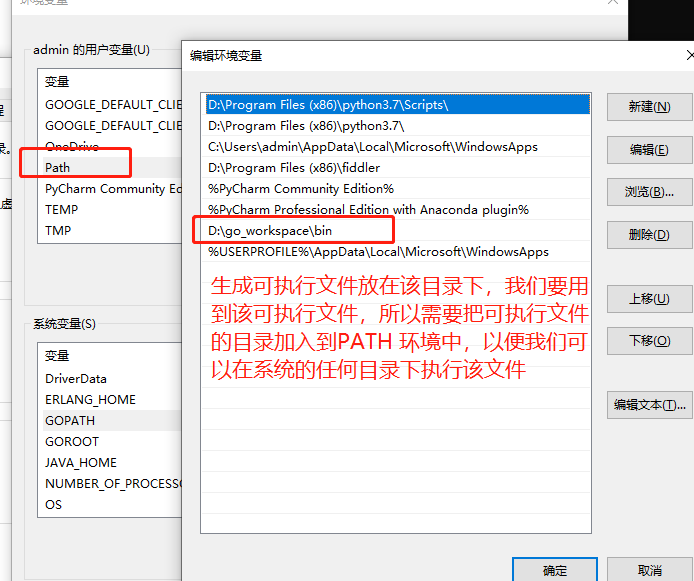 环境变量
admin 的用户变量(U)
变量
GOOGLE_DEFAULT_CLIE
GOOGLE_DEFAULT_CLIE
OneDrive
Path
PyCharm Community Ed
TEMP
TMP
系统变量(S)
变量
DriverData
ERLANG_HOME
GOPATH
GOROOT
JAVA_HOME
NUMBER_OF_PROCESSO
OS
编辑环境变量
D:\Program Files (x86)\python3.7\Scripts\
D:\Program Files (x86)\python3.7\
C:\Users\admin\AppData\Local\Microsoft\WindowsApps
D:\Program Files (x86)\fiddler
%PyCharm Community Edition%
%PyCharm Professional Edition with Anaconda plugin%
D:\go_workspace\bin
%USERPROFILE%\AppData\Local\Microsoft\WindowsApps
生成可执行文件放在该目录下，我们要用
到该可执行文件，所以需要把可执行文件
的目录加入到PATH 环境中，以便我们可
以在系统的任何目录下执行该文件
新建(N)
编辑(E)
浏览(B)...
删除(D)
上移(U)
下移(O)
编辑文本(T)...
确定
取消